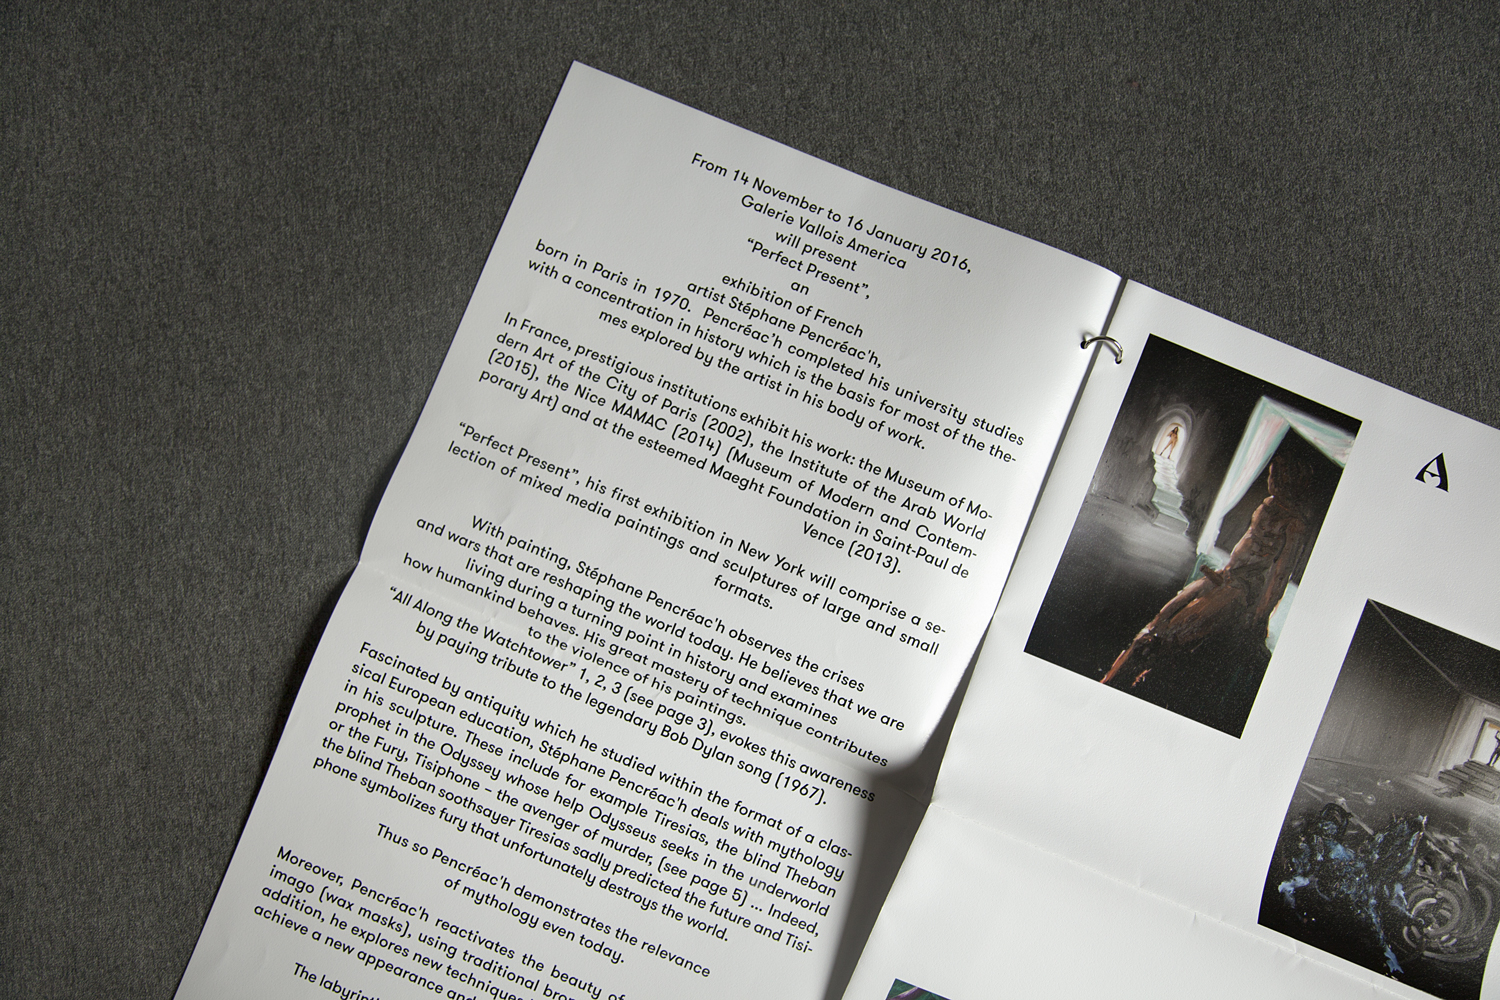 From 14 November to 16 January 2016,
Galerie Vallois America
will present
“Perfect Present”,
an
exhibition of French
artist Stéphane Pencréac’h,
born in Paris in 1970. Pencréac’h completed his university studies
with a concentration in history which is the basis for most of the the-
mes explored by the artist in his body of work.
In France, prestigious institutions exhibit his work: the Museum of Mo-
dern Art of the City of Paris (2002), the Institute of the Arab World
(2015), the Nice MAMAC (2014) (Museum of Modern and Contem-
porary Art) and at the esteemed Maeght Foundation in Saint-Paul de
Vence (2013).
“Perfect Present”, his first exhibition in New York will comprise a se-
lection of mixed media paintings and sculptures of large and small
formats.
With painting, Stéphane Pencréac’h observes the crises
and wars that are reshaping the world today. He believes that we are
living during a turning point in history and examines
how humankind behaves. His great mastery of technique contributes
to the violence of his paintings.
“All Along the Watchtower” 1, 2, 3 (see page 3), evokes this awareness
by paying tribute to the legendary Bob Dylan song (1967).
Fascinated by antiquity which he studied within the format of a clas-
sical European education, Stéphane Pencréac’h deals with mythology
in his sculpture. These include for example Tiresias, the blind Theban
prophet in the Odyssey whose help Odysseus seeks in the underworld
or the Fury, Tisiphone – the avenger of murder, (see page 5) ... Indeed,
the blind Theban soothsayer Tiresias sadly predicted the future and Tisi-
phone symbolizes fury that unfortunately destroys the world.
Thus so Pencréac’h demonstrates the relevance
of mythology even today.
Moreover, Pencréac’h reactivates the beauty of
imago (wax masks), using traditional
addition, he explores new techniques
achieve a new appearance and
The
A